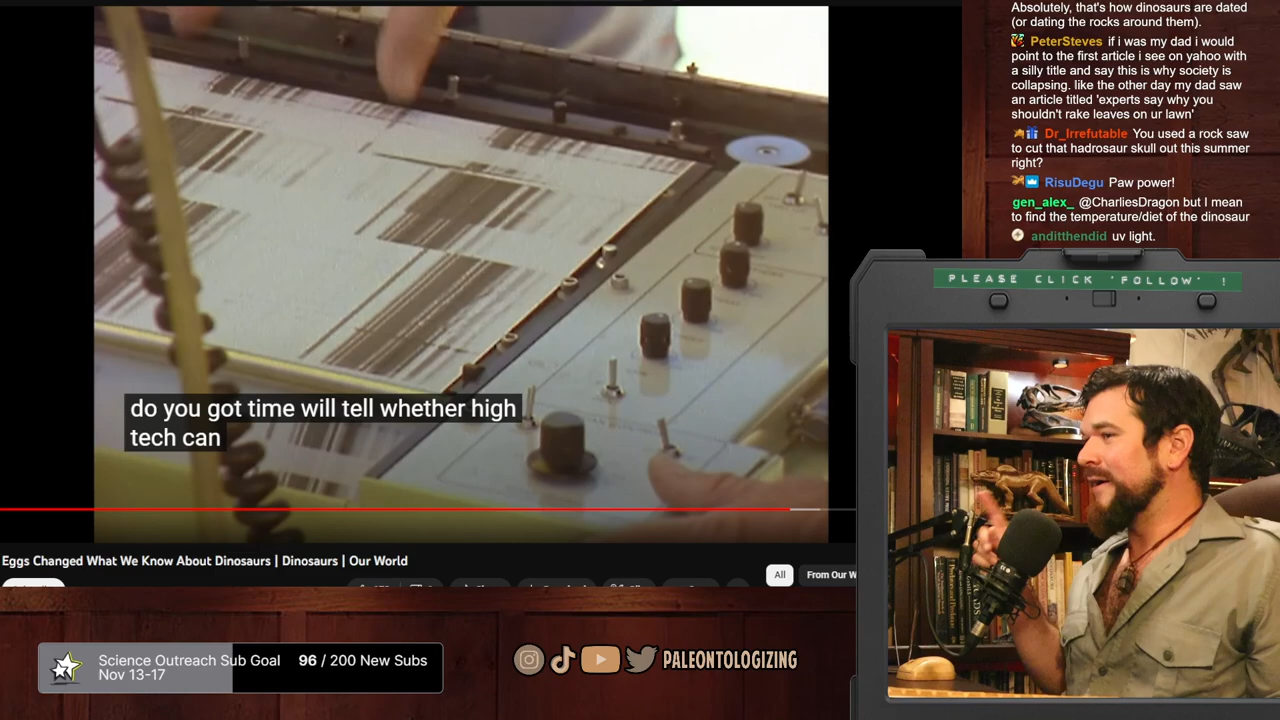 Absolutely, that's how dinosaurs are dated
(or dating the rocks around them).
PeterSteves if i was my dad i would
point to the first article i see on yahoo with
a silly title and say this is why society is
collapsing. like the other day my dad saw
an article titled 'experts say why you
shouldn't rake leaves on ur lawn'
Dr_Irrefutable You used a rock saw
to cut that hadrosaur skull out this summer
right?
RisuDegu Paw power!
gen_alex_ @CharliesDragon but I mean
to find the temperature/diet of the dinosaur
anditthendid uv light.
PLEASE CLICK 'FOLLOW' !
do you got time will tell whether high
tech can
Eggs Changed What We Know About Dinosaurs | Dinosaurs | Our World
All
From Our W
Science Outreach Sub Goal 96 / 200 New Subs
Nov 13-17
PALEONTOLOGIZING